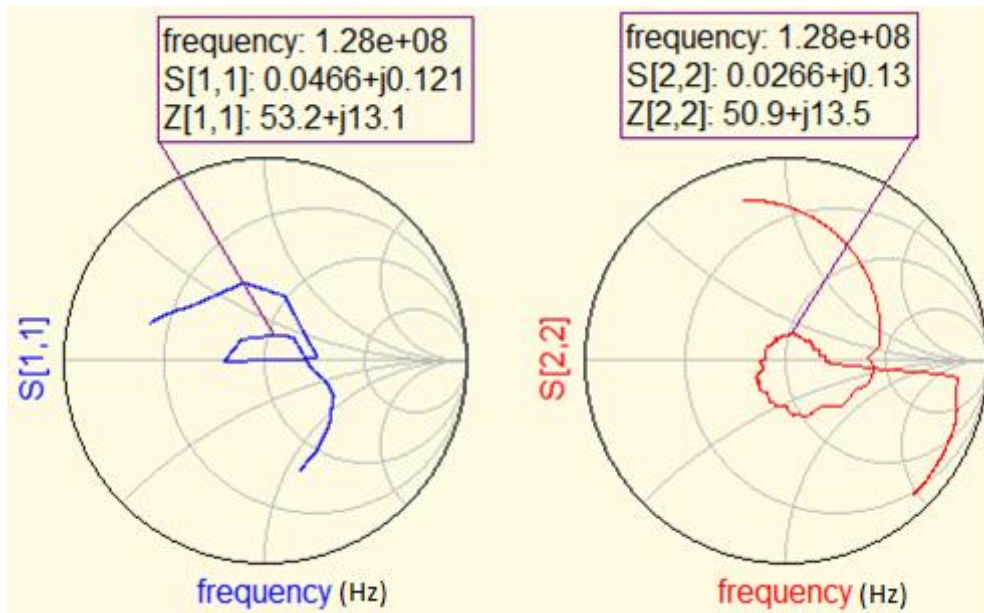 frequency: 1.28e+08
S[1,1]: 0.0466+j0.121
Z[1,1]: 53.2+j13.1
frequency: 1.28e+08
S[2,2]: 0.0266+j0.13
Z[2,2]: 50.9+j13.5
S[1,1]
S[2,2]
frequency (Hz)
frequency (Hz)